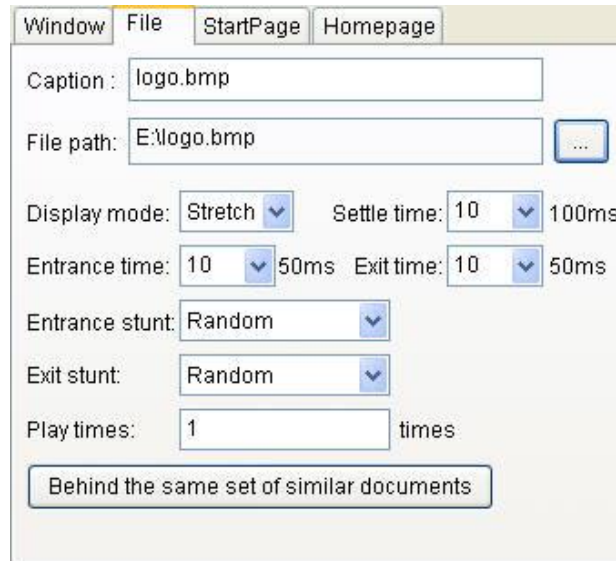 Window File StartPage Homepage
Caption : logo.bmp
File path: E:\logo.bmp ...
Display mode: Stretch Settle time: 10 100ms
Entrance time: 10 50ms Exit time: 10 50ms
Entrance stunt: Random
Exit stunt: Random
Play times: 1 times
Behind the same set of similar documents